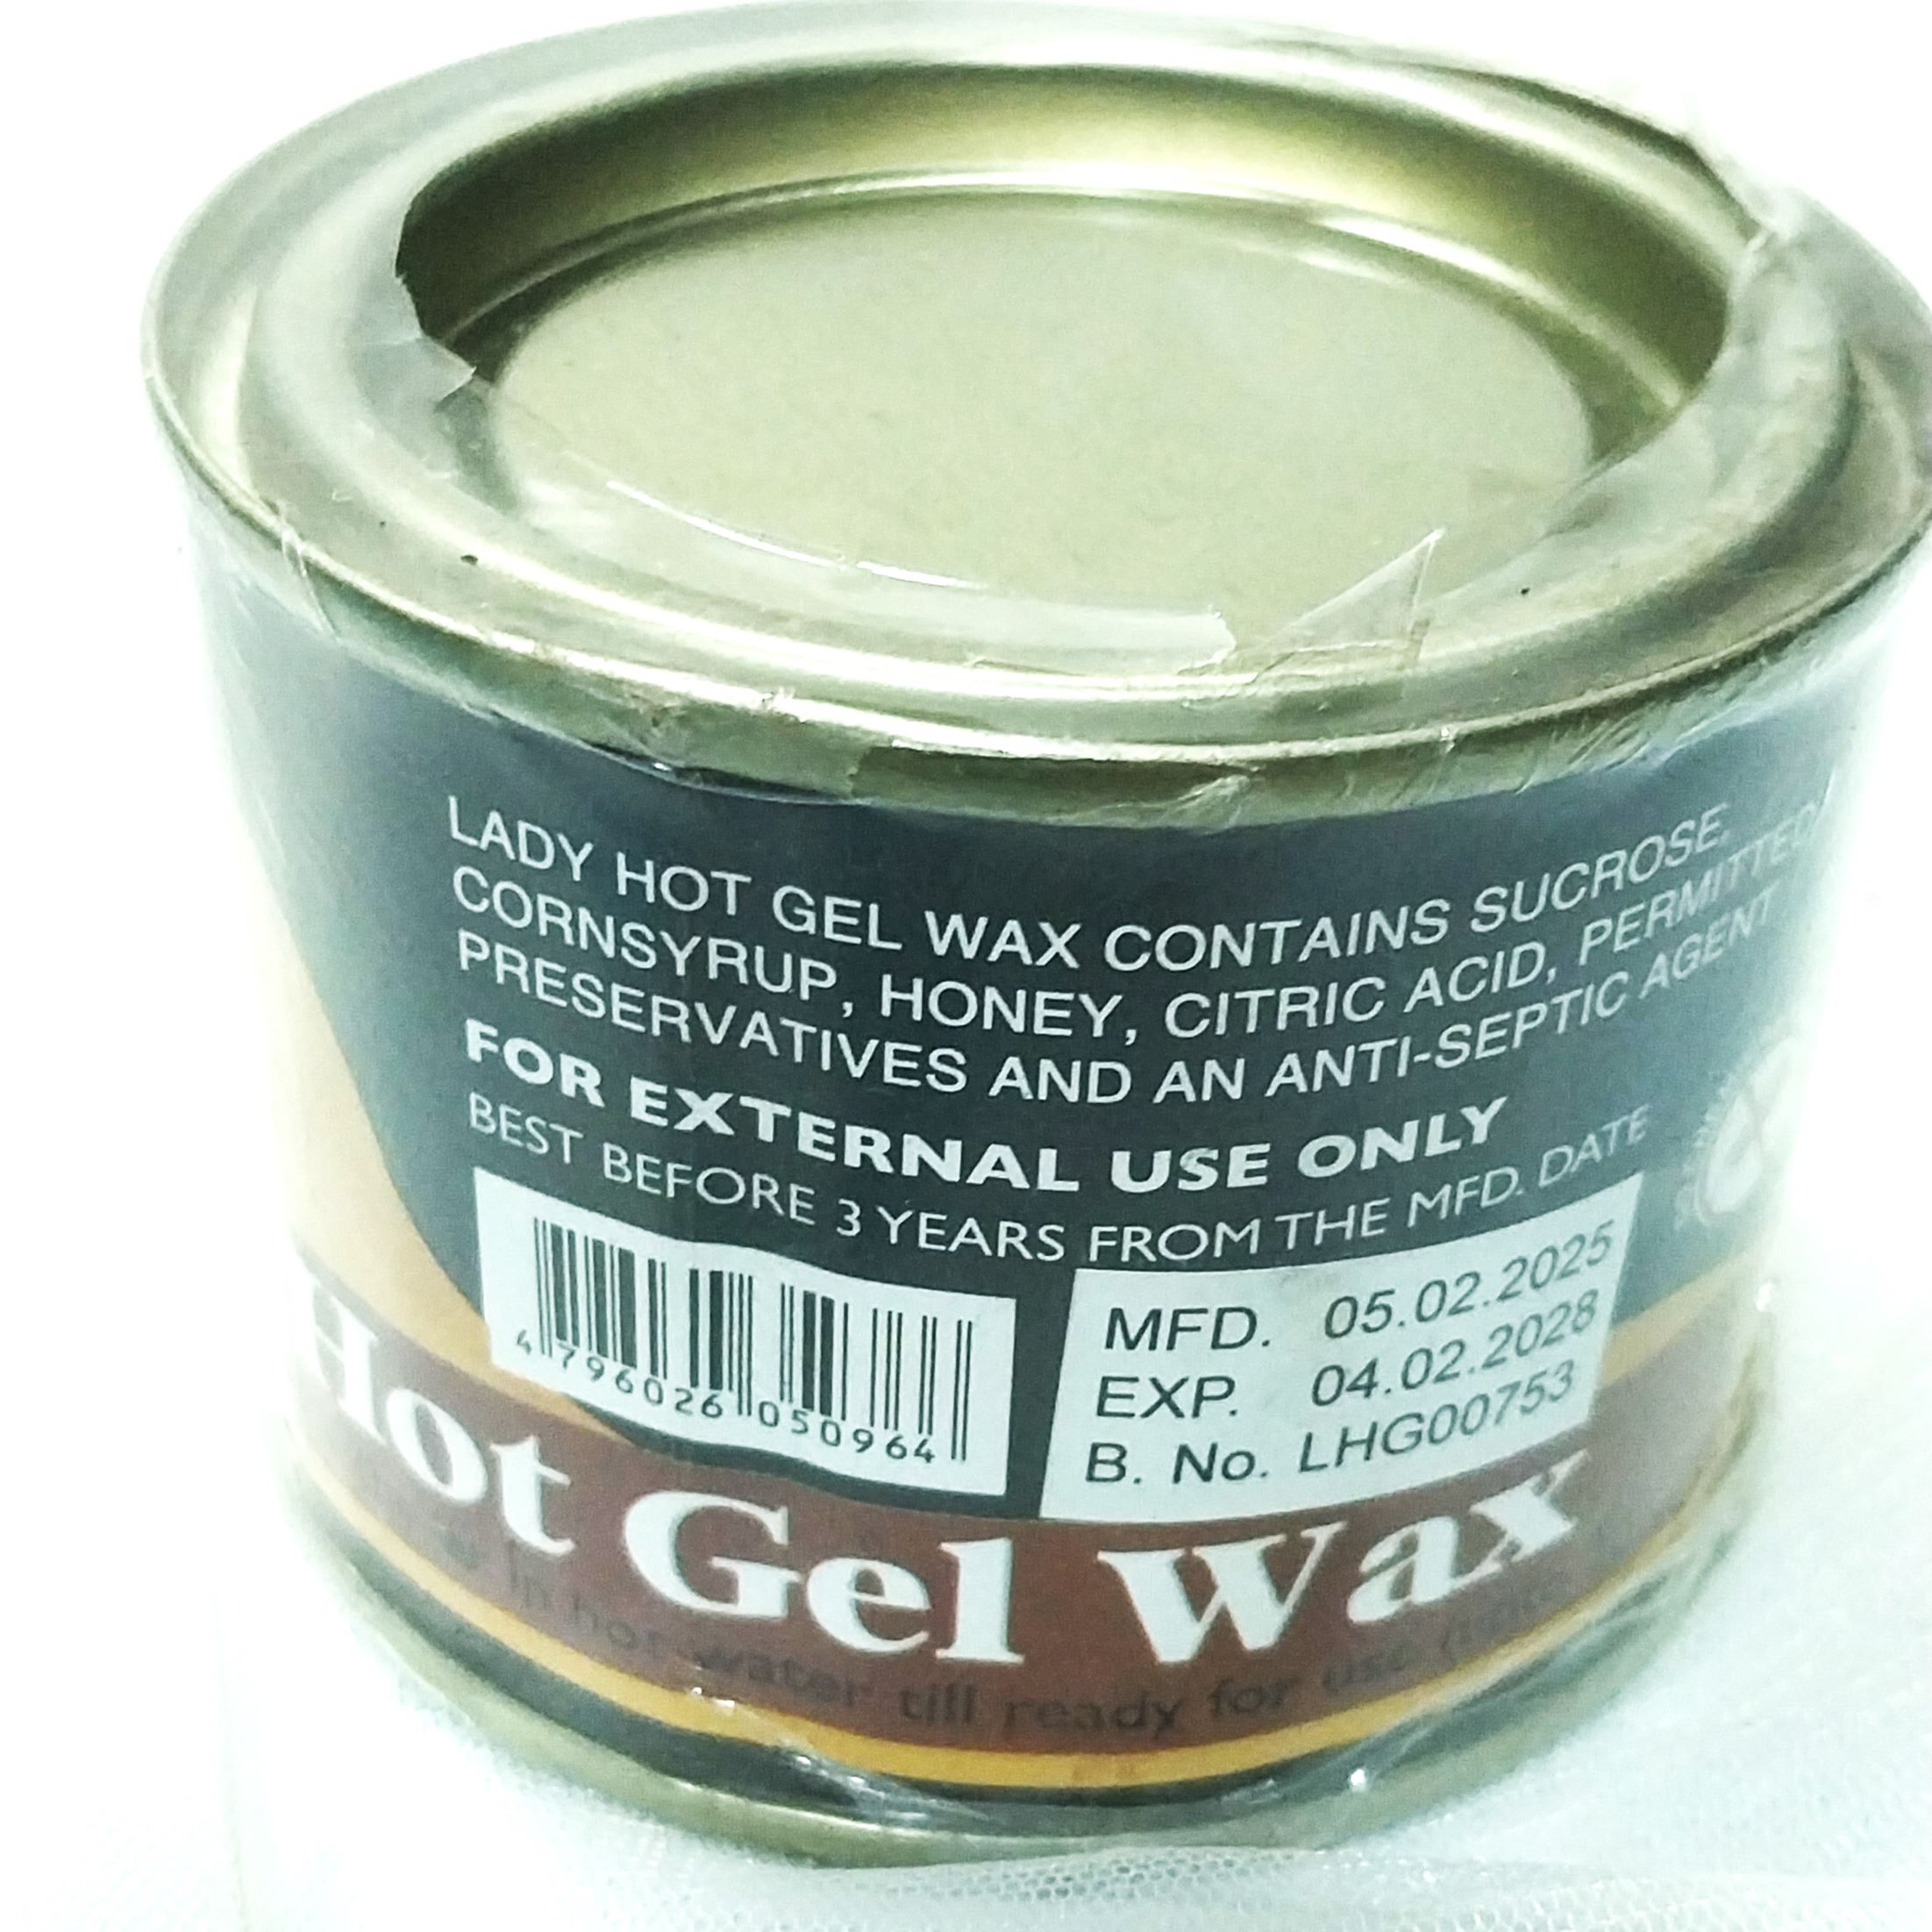 LADY HOT GEL WAX CONTAINS SUCROSE,
CORNSYRUP, HONEY, CITRIC ACID, PERMITTED
PRESERVATIVES AND AN ANTI-SEPTIC AGENT
FOR EXTERNAL USE ONLY
BEST BEFORE 3 YEARS FROM THE MFD. DATE
4 796026 050964
MFD. 05.02.2025
EXP. 04.02.2028
B. No. LHG00753
Hot Gel Wax
in hot water till ready for use